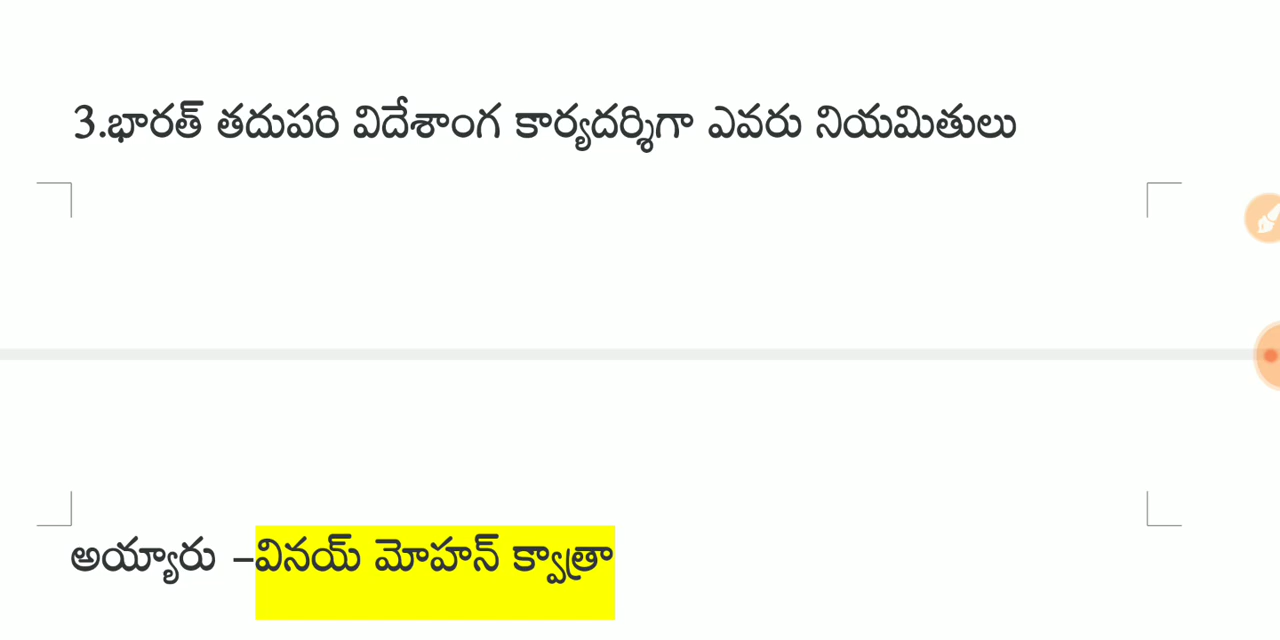 3.భారత్ తదుపరి విదేశాంగ కార్యదర్శిగా ఎవరు నియమితులు
అయ్యారు –వినయ్ మోహన్ క్వాత్రా